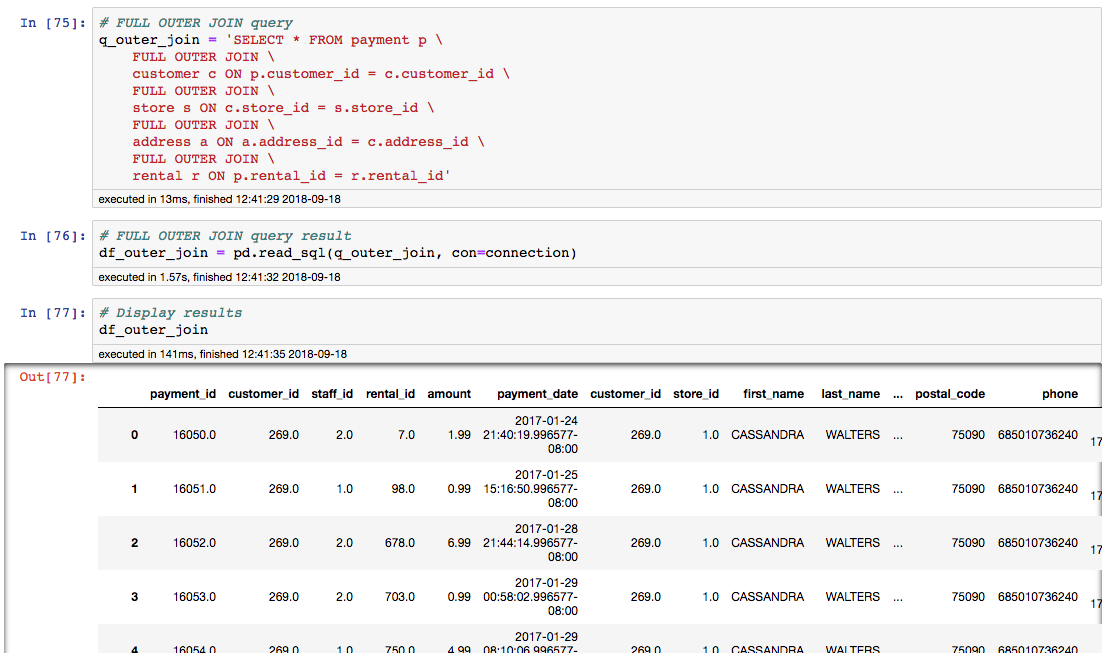 In [75]:
# FULL OUTER JOIN query
q_outer_join = 'SELECT * FROM payment p \
FULL OUTER JOIN \
customer c ON p.customer_id = c.customer_id \
FULL OUTER JOIN \
store s ON c.store_id = s.store_id \
FULL OUTER JOIN \
address a ON a.address_id = c.address_id \
FULL OUTER JOIN \
rental r ON p.rental_id = r.rental_id'
executed in 13ms, finished 12:41:29 2018-09-18
In [76]:
# FULL OUTER JOIN query result
df_outer_join = pd.read_sql(q_outer_join, con=connection)
executed in 1.57s, finished 12:41:32 2018-09-18
In [77]:
# Display results
df_outer_join
executed in 141ms, finished 12:41:35 2018-09-18
Out[77]:
payment_id customer_id staff_id rental_id amount payment_date customer_id store_id first_name last_name ... postal_code phone
0 16050.0 269.0 2.0 7.0 1.99 2017-01-24 21:40:19.996577-08:00 269.0 1.0 CASSANDRA WALTERS ... 75090 685010736240 17
1 16051.0 269.0 1.0 98.0 0.99 2017-01-25 15:16:50.996577-08:00 269.0 1.0 CASSANDRA WALTERS ... 75090 685010736240 17
2 16052.0 269.0 2.0 678.0 6.99 2017-01-28 21:44:14.996577-08:00 269.0 1.0 CASSANDRA WALTERS ... 75090 685010736240 17
3 16053.0 269.0 2.0 703.0 0.99 2017-01-29 00:58:02.996577-08:00 269.0 1.0 CASSANDRA WALTERS ... 75090 685010736240 17
4 16054.0 269.0 1.0 750.0 4.99 2017-01-29 08:10:06.996577- 269.0 1.0 CASSANDRA WALTERS ... 75090 685010736240